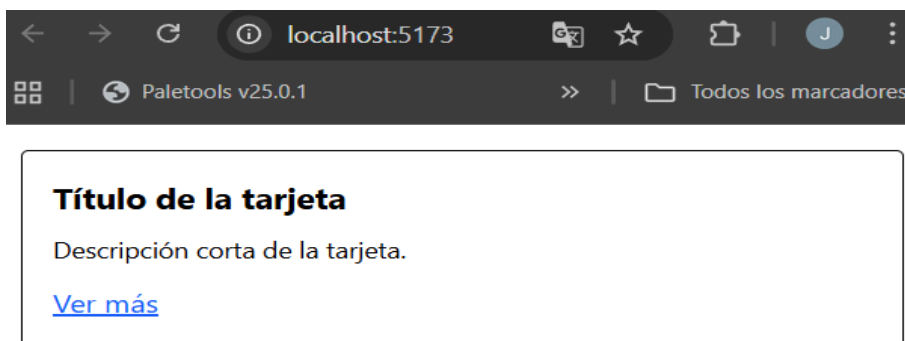 localhost:5173
J
Paletools v25.0.1 » Todos los marcadores
Título de la tarjeta
Descripción corta de la tarjeta.
Ver más